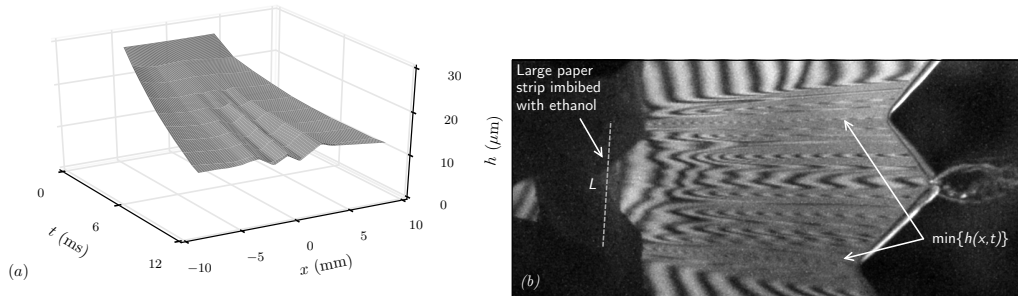 30
20
10
0
h (μm)
0
6
12
t (ms)
−10
−5
0
5
10
x (mm)
(a)
Large paper
strip imbibed
with ethanol
L
min{h(x,t)}
(b)